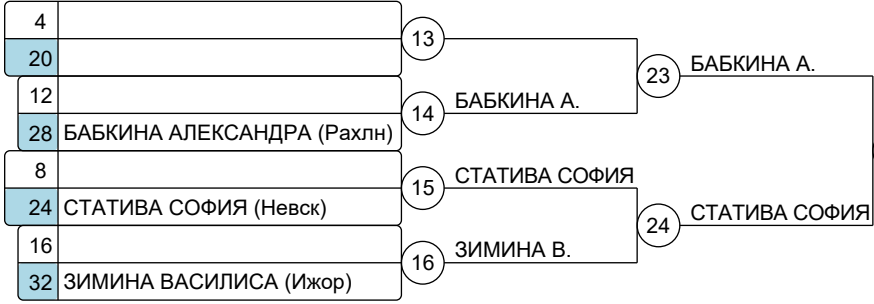 4
20
13
12
28 БАБКИНА АЛЕКСАНДРА (Рахлн)
14
БАБКИНА А.
23
БАБКИНА А.
8
24 СТАТИВА СОФИЯ (Невск)
15
СТАТИВА СОФИЯ
16
32 ЗИМИНА ВАСИЛИСА (Ижор)
16
ЗИМИНА В.
24
СТАТИВА СОФИЯ